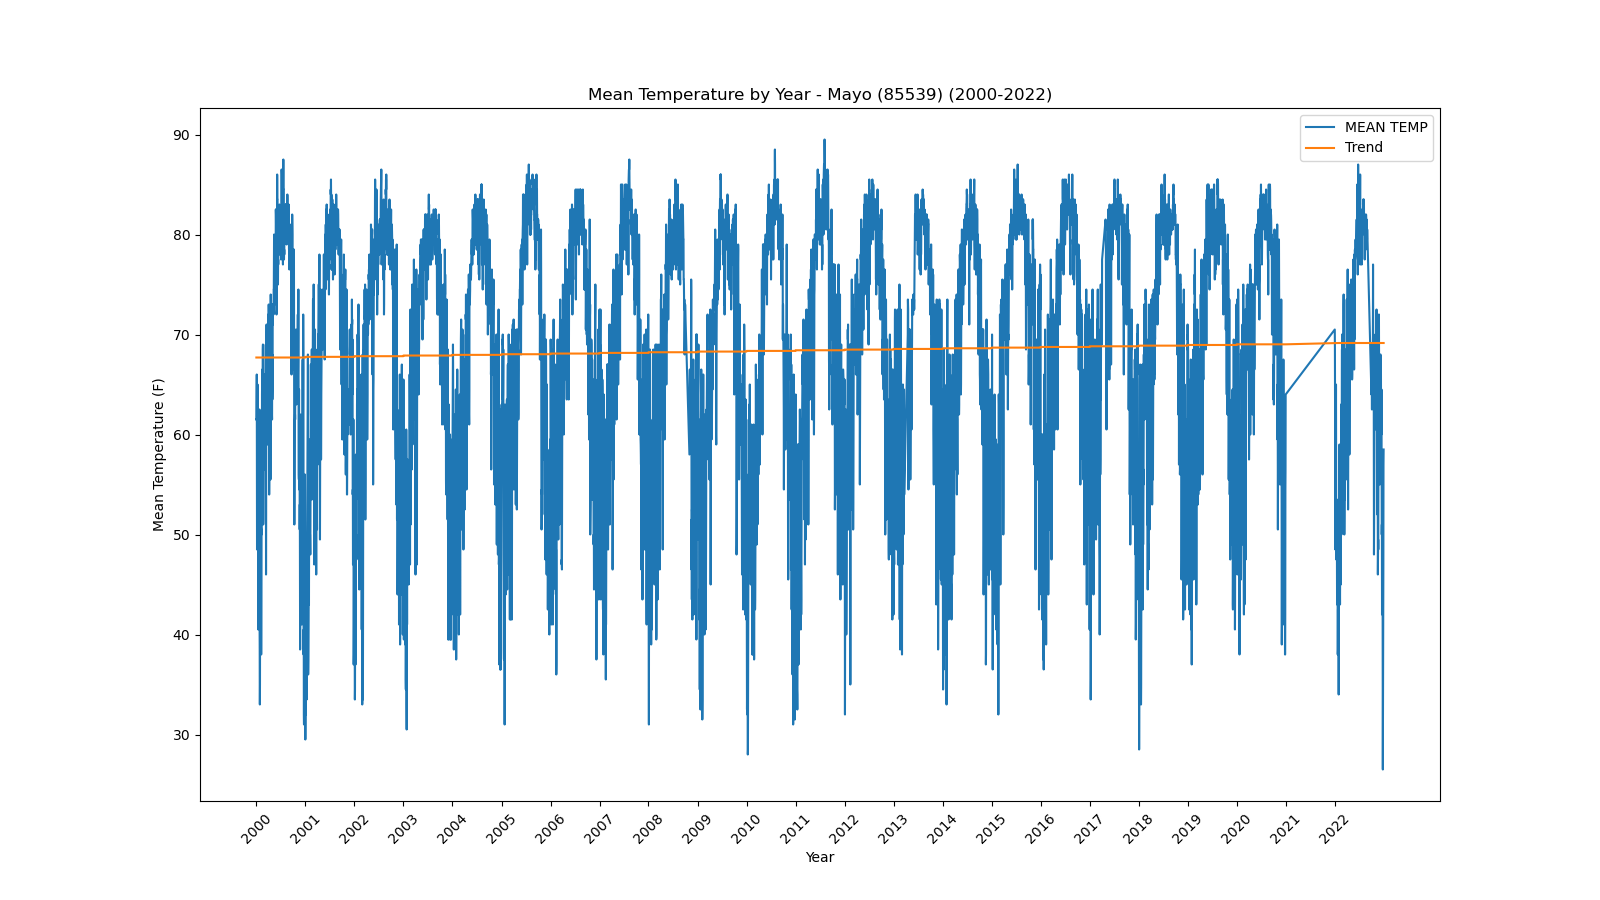 Mean Temperature by Year - Mayo (85539) (2000-2022)
MEAN TEMP
Trend
90
80
70
60
50
40
30
Mean Temperature (F)
2000 2001 2002 2003 2004 2005 2006 2007 2008 2009 2010 2011 2012 2013 2014 2015 2016 2017 2018 2019 2020 2021 2022
Year